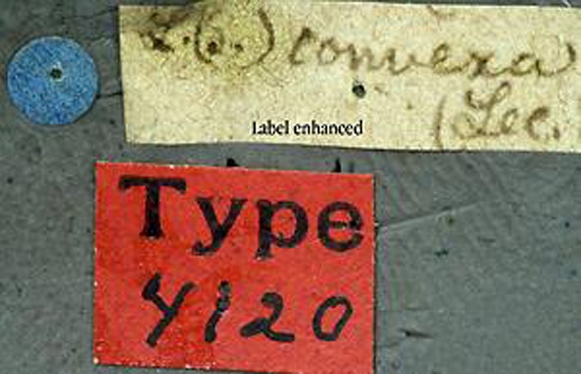 convexa
(Lec.
Label enhanced
Type
4120